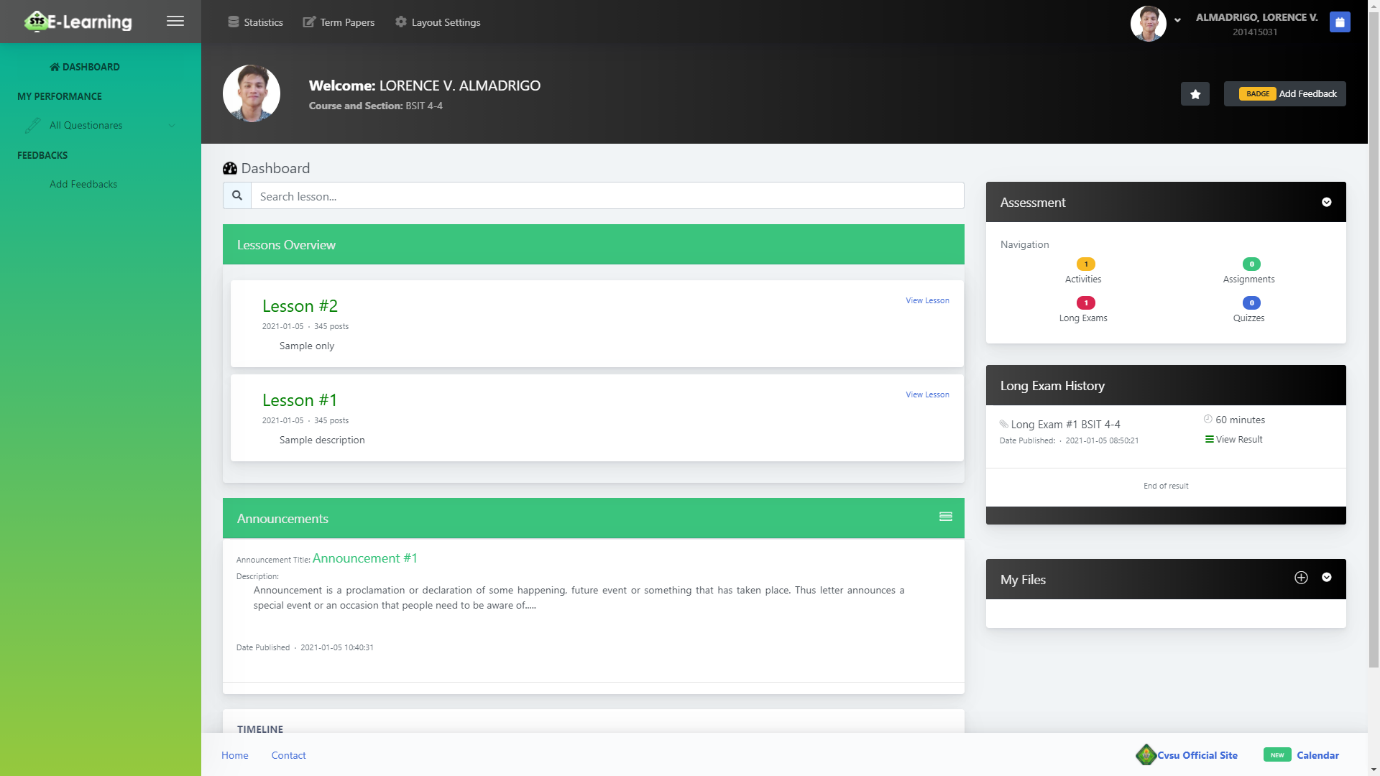 STS E-Learning
Statistics
Term Papers
Layout Settings
ALMADRIGO, LORENCE V.
201415031
DASHBOARD
MY PERFORMANCE
All Questionares
FEEDBACKS
Add Feedbacks
Welcome: LORENCE V. ALMADRIGO
Course and Section: BSIT 4-4
BADGE Add Feedback
Dashboard
Search lesson...
Lessons Overview
Lesson #2
View Lesson
2021-01-05 - 345 posts
Sample only
Lesson #1
View Lesson
2021-01-05 - 345 posts
Sample description
Announcements
Announcement Title: Announcement #1
Description:
Announcement is a proclamation or declaration of some happening, future event or something that has taken place. Thus letter announces a
special event or an occasion that people need to be aware of.....
Date Published - 2021-01-05 10:40:31
TIMELINE
Assessment
Navigation
1
Activities
0
Assignments
1
Long Exams
0
Quizzes
Long Exam History
Long Exam #1 BSIT 4-4
60 minutes
Date Published: - 2021-01-05 08:50:21
View Result
End of result
My Files
Home
Contact
Cvsu Official Site
NEW Calendar